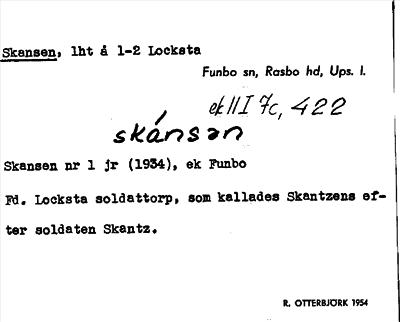 Skansen, lht å 1-2 Locksta
Funbo sn, Rasbo hd, Ups. l.
ek II I 7c, 422
skánsən
Skansen nr 1 jr (1934), ek Funbo
Fd. Locksta soldattorp, som kallades Skantzens ef-
ter soldaten Skantz.
R. OTTERBJÖRK 1954